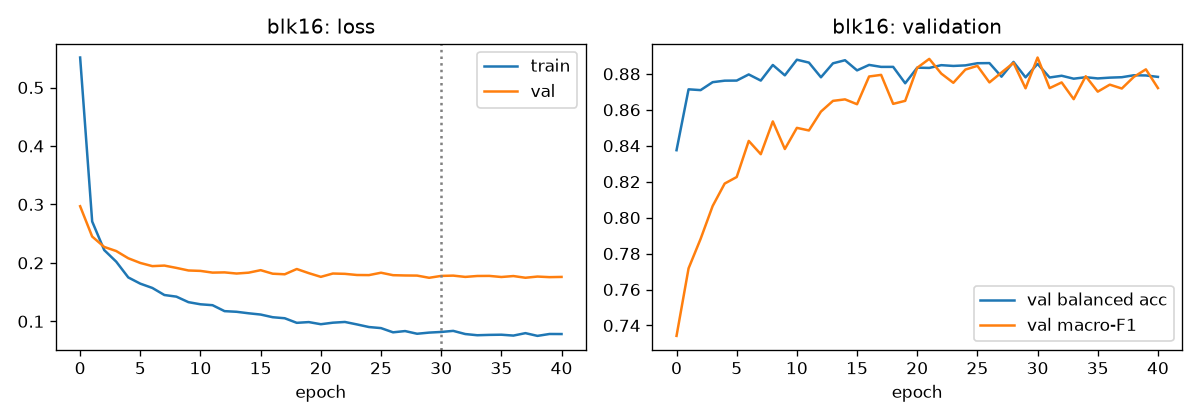 blk16: loss
train
val
0.5
0.4
0.3
0.2
0.1
0 5 10 15 20 25 30 35 40
epoch
blk16: validation
0.88
0.86
0.84
0.82
0.80
0.78
0.76
0.74
val balanced acc
val macro-F1
0 5 10 15 20 25 30 35 40
epoch